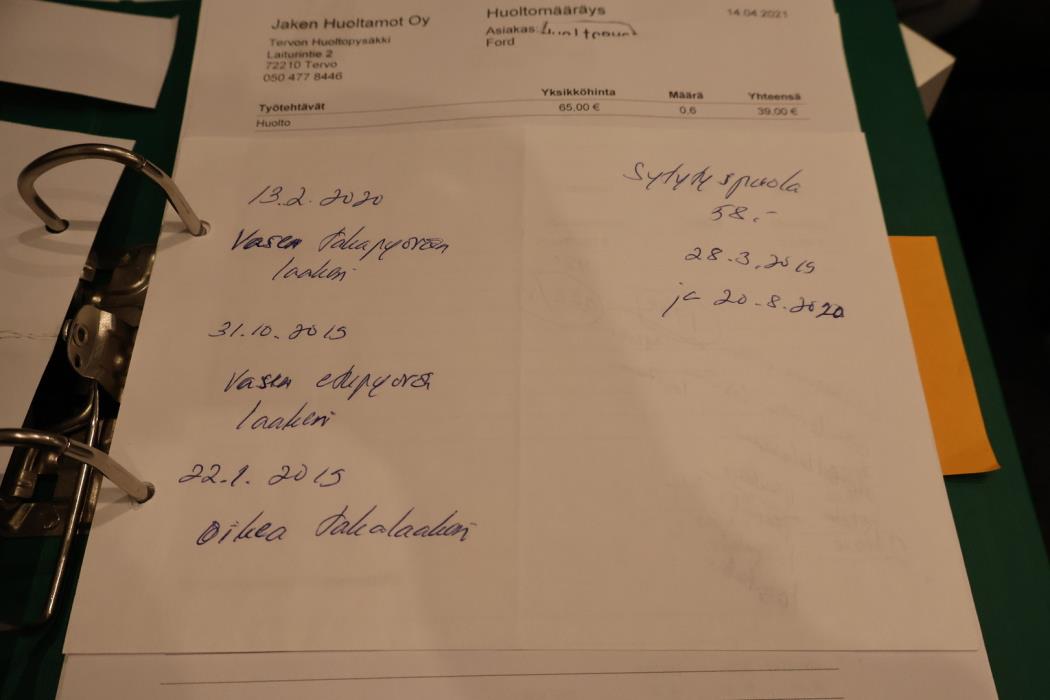 Jaken Huoltamot Oy
Tervon Huoltopysäkki
Laiturintie 2
72210 Tervo
050 477 8446
Huoltomääräys
14.04.2021
Asiakas:
Ford
Työtehtävät Yksikköhinta Määrä Yhteensä
Huolto 65,00 € 0,6 39,00 €
13.2.2020
Vasen takapyörän
laakeri
31.10.2019
Vasen etupyörän
laakeri
22.1.2019
oikea takalaakeri
Sytytyspuola
58.-
28.3.2019
ja 20.8.2020